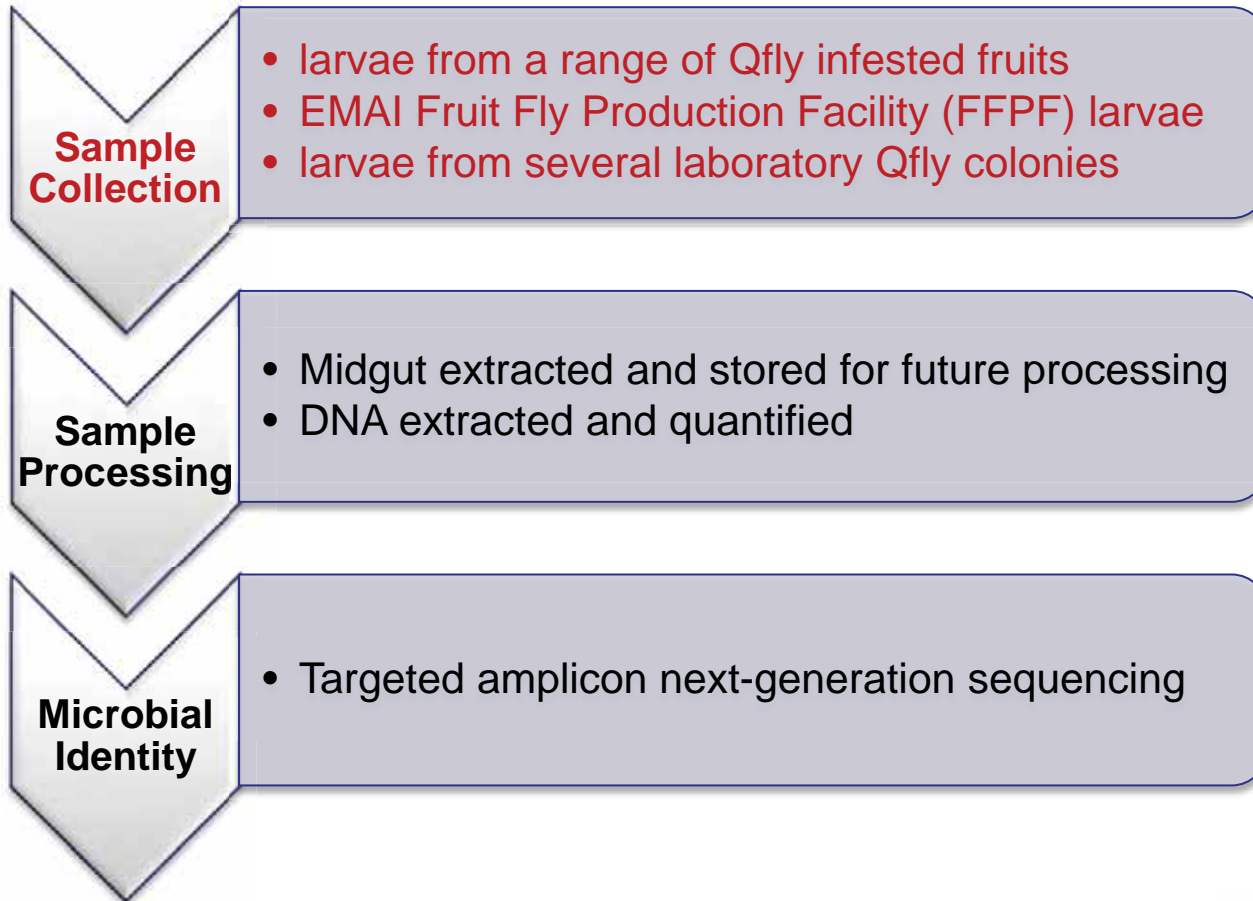 Sample
Collection
• larvae from a range of Qfly infested fruits
• EMAI Fruit Fly Production Facility (FFPF) larvae
• larvae from several laboratory Qfly colonies
Sample
Processing
• Midgut extracted and stored for future processing
• DNA extracted and quantified
Microbial
Identity
• Targeted amplicon next-generation sequencing